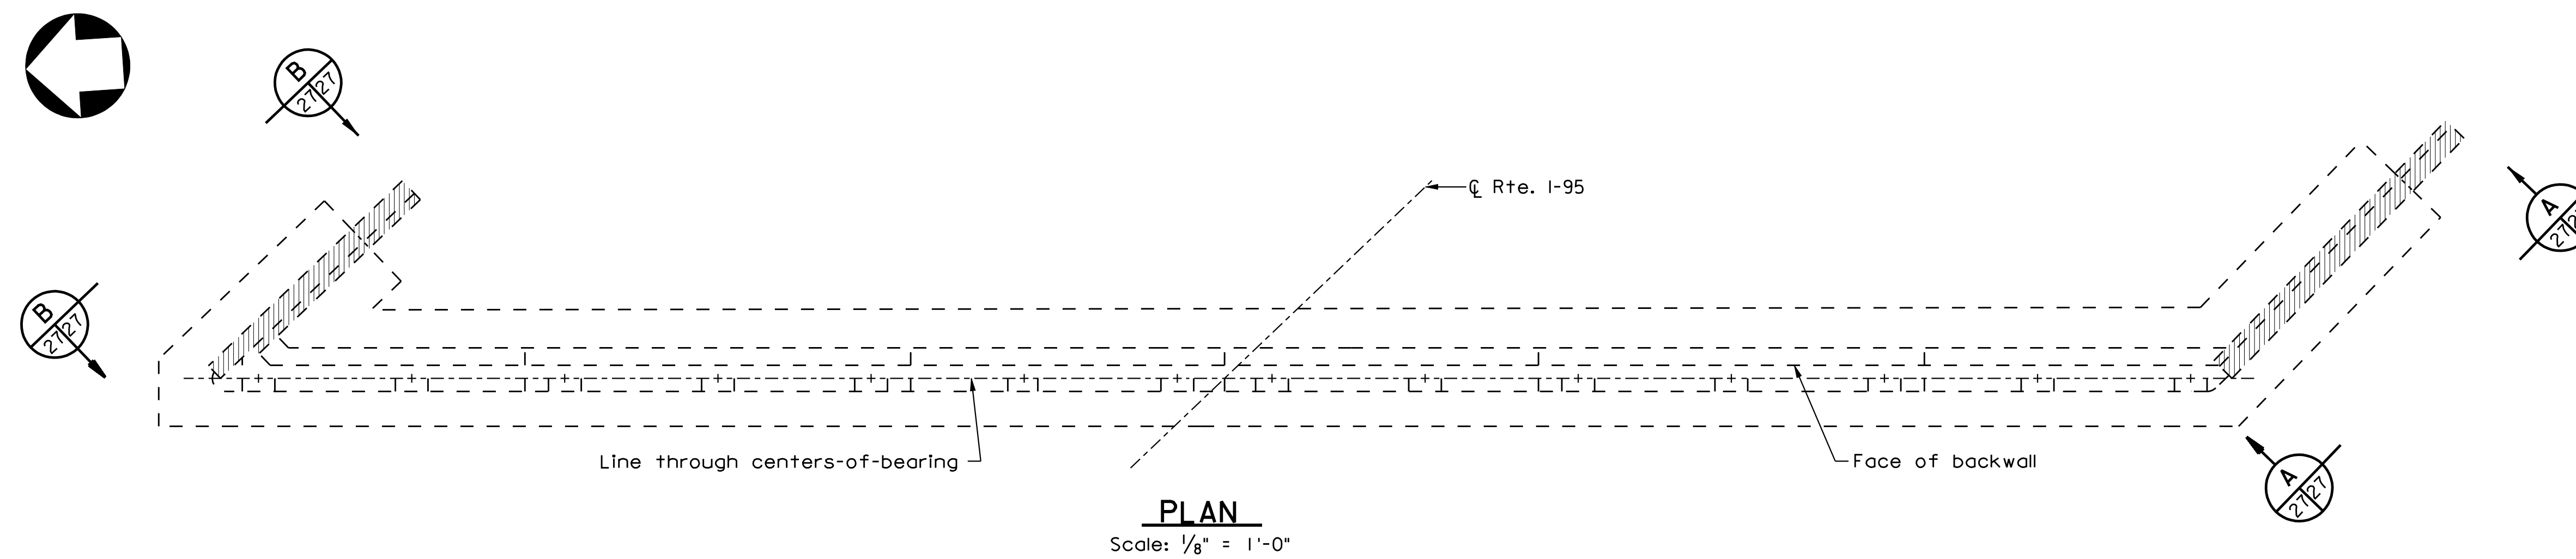 B
27 27
℄ Rte. I-95
A
27
B
27 27
Line through centers-of-bearing
Face of backwall
A
27 27
PLAN
Scale: 1/8" = 1'-0"